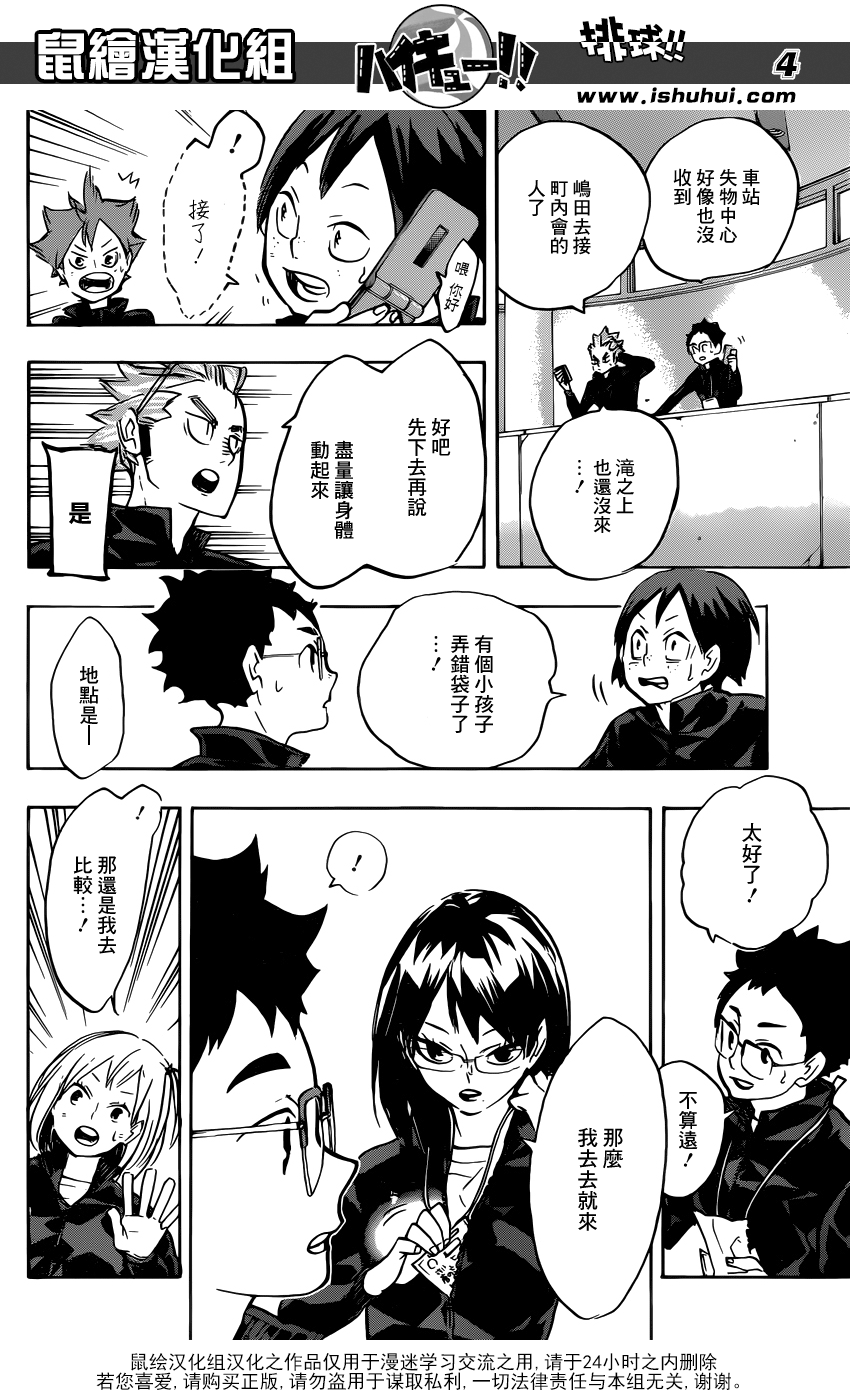 鼠繪漢化組
ハイキュー!!
排球!!
4
www.ishuhui.com
車站
失物中心
好像也沒
收到
嶋田去接
町內會的
人了
滝之上
也還沒來
…!
!
接了!
喂 你好
好吧
先下去再說
盡量讓身體
動起來
是
有個小孩子
弄錯袋子了
…!
地點是—
太好了!
不算遠!
!
那麼
我去去就來
!
那還是我去
比較…!
鼠绘汉化组汉化之作品仅用于漫迷学习交流之用, 请于24小时之内删除
若您喜爱, 请购买正版, 请勿盗用于谋取私利, 一切法律责任与本组无关, 谢谢。